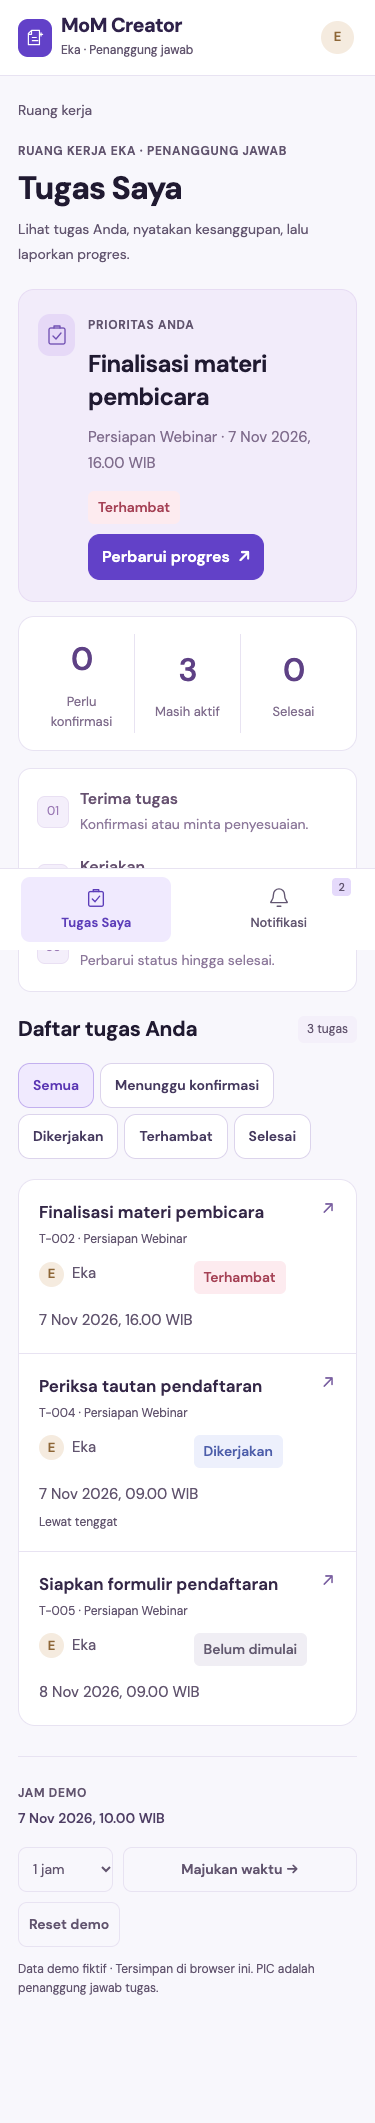 MoM Creator
Eka · Penanggung jawab
E
Ruang kerja
RUANG KERJA EKA · PENANGGUNG JAWAB
Tugas Saya
Lihat tugas Anda, nyatakan kesanggupan, lalu
laporkan progres.
PRIORITAS ANDA
Finalisasi materi
pembicara
Persiapan Webinar · 7 Nov 2026,
16.00 WIB
Terhambat
Perbarui progres ↗
0
Perlu
konfirmasi
3
Masih aktif
0
Selesai
01
Terima tugas
Konfirmasi atau minta penyesuaian.
Kerjakan
Tugas Saya
Notifikasi
2
Perbarui status hingga selesai.
Daftar tugas Anda
3 tugas
Semua
Menunggu konfirmasi
Dikerjakan
Terhambat
Selesai
Finalisasi materi pembicara ↗
T-002 · Persiapan Webinar
E Eka
Terhambat
7 Nov 2026, 16.00 WIB
Periksa tautan pendaftaran ↗
T-004 · Persiapan Webinar
E Eka
Dikerjakan
7 Nov 2026, 09.00 WIB
Lewat tenggat
Siapkan formulir pendaftaran ↗
T-005 · Persiapan Webinar
E Eka
Belum dimulai
8 Nov 2026, 09.00 WIB
JAM DEMO
7 Nov 2026, 10.00 WIB
1 jam
Majukan waktu →
Reset demo
Data demo fiktif · Tersimpan di browser ini. PIC adalah
penanggung jawab tugas.